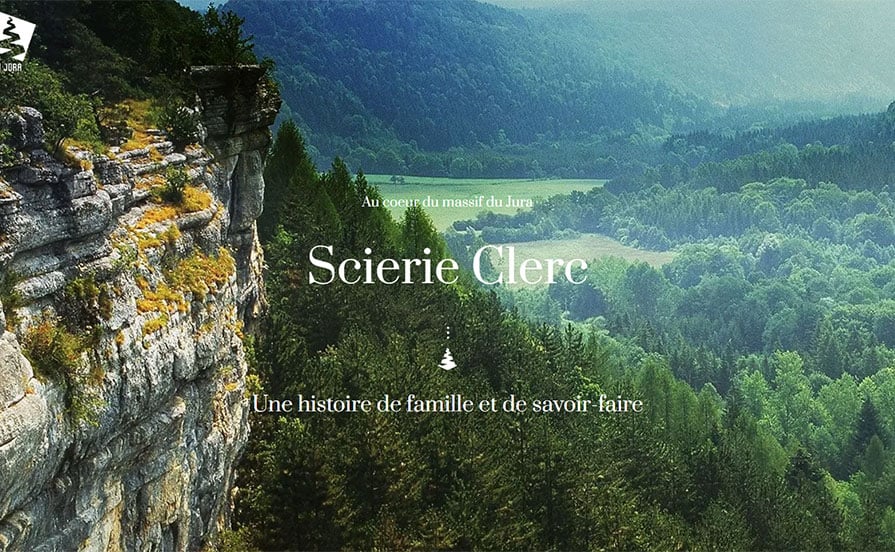 JURA
Au coeur du massif du Jura
Scierie Clerc
Une histoire de famille et de savoir-faire